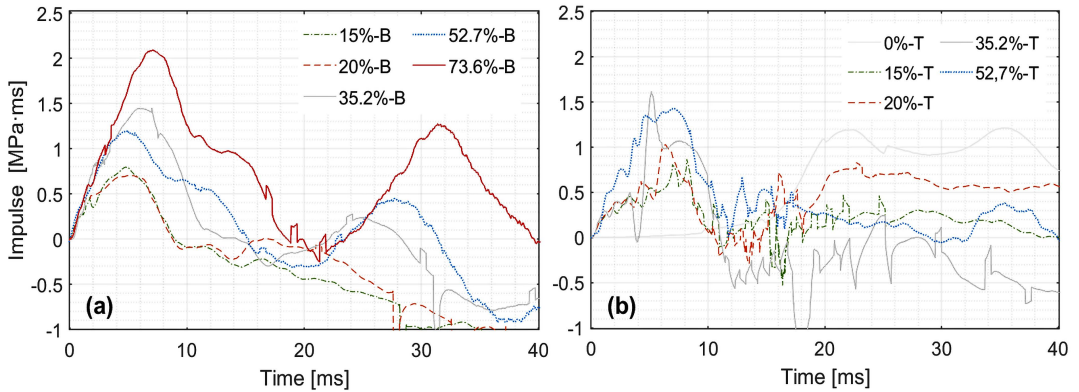 2.5
2
1.5
1
0.5
0
-0.5
-1
Impulse [MPa·ms]
15%-B
52.7%-B
20%-B
73.6%-B
35.2%-B
(a)
0
10
20
30
40
Time [ms]
2.5
2
1.5
1
0.5
0
-0.5
-1
0%-T
35.2%-T
15%-T
52,7%-T
20%-T
(b)
0
10
20
30
40
Time [ms]